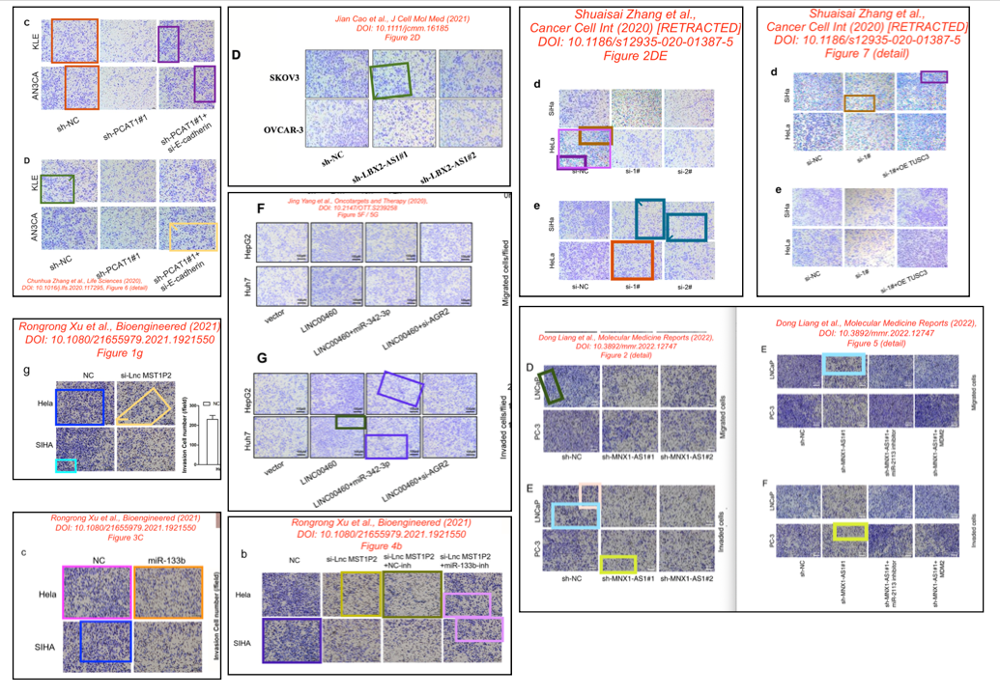 C
KLE
AN3CA
sh-NC
sh-PCAT1#1
sh-PCAT1#1+
si-E-cadherin
D
KLE
AN3CA
sh-NC
sh-PCAT1#1
sh-PCAT1#1+
si-E-cadherin
Chunhua Zhang et al., Life Sciences (2020),
DOI: 10.1016/j.lfs.2020.117295, Figure 6 (detail)
Jian Cao et al., J Cell Mol Med (2021)
DOI: 10.1111/jcmm.16185
Figure 2D
D
SKOV3
OVCAR-3
sh-NC
sh-LBX2-AS1#1
sh-LBX2-AS1#2
Jing Yang et al., Oncotargets and Therapy (2020),
DOI: 10.2147/OTT.S239258
Figure 5F / 5G
F
HepG2
Huh7
vector
LINC00460
LINC00460+miR-342-3p
LINC00460+si-AGR2
Migrated cells/flied
G
HepG2
Huh7
vector
LINC00460
LINC00460+miR-342-3p
LINC00460+si-AGR2
Invaded cells/flied
2
Shuaisai Zhang et al.,
Cancer Cell Int (2020) [RETRACTED]
DOI: 10.1186/s12935-020-01387-5
Figure 2DE
d
SiHa
HeLa
si-NC
si-1#
si-2#
e
SiHa
HeLa
si-NC
si-1#
si-2#
Shuaisai Zhang et al.,
Cancer Cell Int (2020) [RETRACTED]
DOI: 10.1186/s12935-020-01387-5
Figure 7 (detail)
d
SiHa
HeLa
si-NC
si-1#
si-1#+OE TUSC3
e
SiHa
HeLa
si-NC
si-1#
si-1#+OE TUSC3
Rongrong Xu et al., Bioengineered (2021)
DOI: 10.1080/21655979.2021.1921550
Figure 1g
g
NC
si-Lnc MST1P2
Hela
SIHA
Invasion Cell number (/field)
300
200
100
0
NC
Rongrong Xu et al., Bioengineered (2021)
DOI: 10.1080/21655979.2021.1921550
Figure 3C
c
NC
miR-133b
Hela
SIHA
Invasion Cell number (/field)
Rongrong Xu et al., Bioengineered (2021)
DOI: 10.1080/21655979.2021.1921550
Figure 4b
b
NC
si-Lnc MST1P2
si-Lnc MST1P2
+NC-inh
si-Lnc MST1P2
+miR-133b-inh
Hela
SIHA
Dong Liang et al., Molecular Medicine Reports (2022),
DOI: 10.3892/mmr.2022.12747
Figure 2 (detail)
D
LNCaP
PC-3
sh-NC
sh-MNX1-AS1#1
sh-MNX1-AS1#2
Migrated cells
E
LNCaP
PC-3
sh-NC
sh-MNX1-AS1#1
sh-MNX1-AS1#2
Invaded cells
Dong Liang et al., Molecular Medicine Reports (2022),
DOI: 10.3892/mmr.2022.12747
Figure 5 (detail)
E
LNCaP
PC-3
sh-NC
sh-MNX1-AS1#1
sh-MNX1-AS1#1+
miR-2113 inhibitor
sh-MNX1-AS1#1+
MDM2
Migrated cells
F
LNCaP
PC-3
sh-NC
sh-MNX1-AS1#1
sh-MNX1-AS1#1+
miR-2113 inhibitor
sh-MNX1-AS1#1+
MDM2
Invaded cells